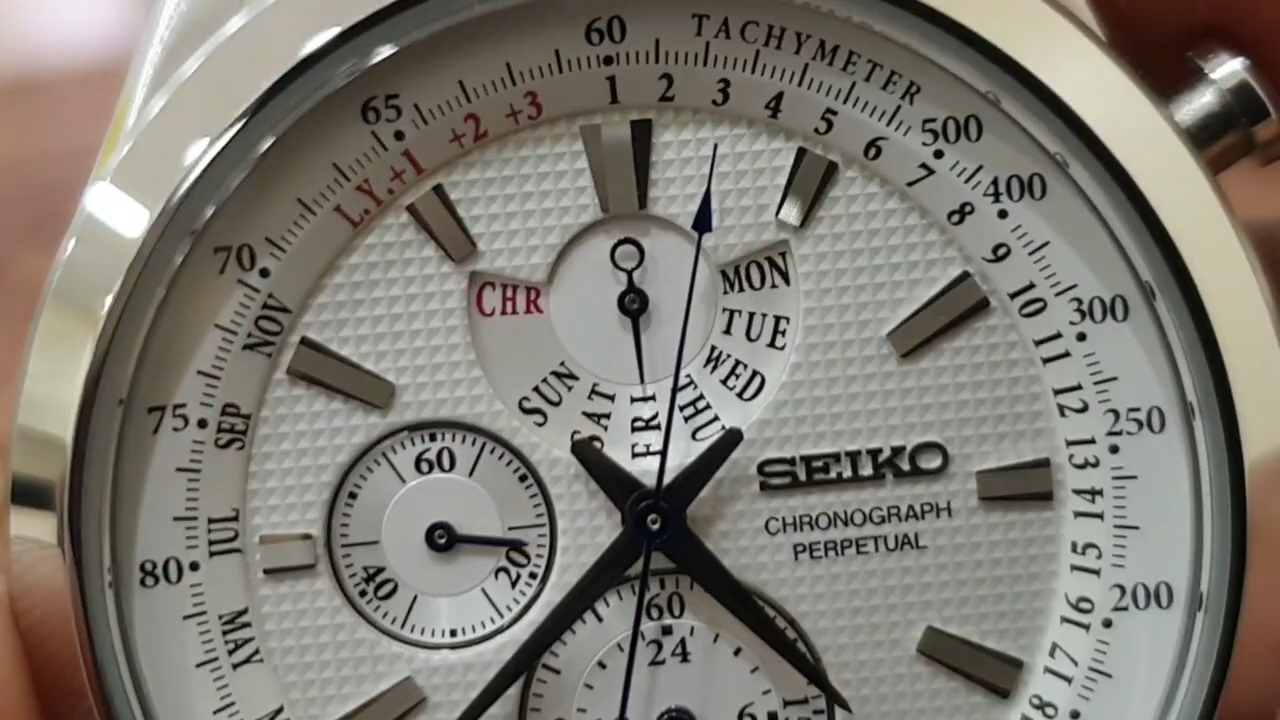 TACHYMETER
60
65
70
75
80
500
400
300
250
200
L.Y. +1 +2 +3
1 2 3 4 5 6 7 8 9 10 11 12 13 14 15 16 17 18
NOV
SEP
JUL
MAY
CHR
MON
TUE
WED
THU
FRI
SAT
SUN
SEIKO
CHRONOGRAPH
PERPETUAL
60
20
40
60
24
6